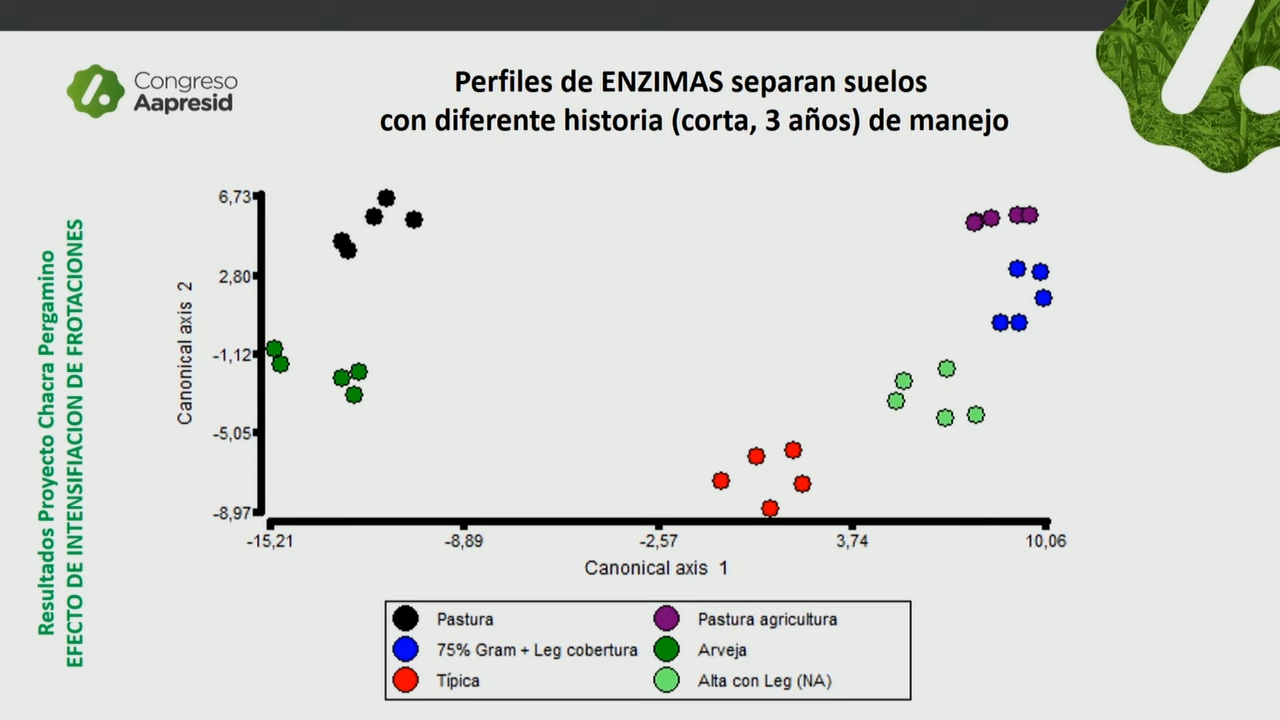 Congreso
Aapresid
Perfiles de ENZIMAS separan suelos
con diferente historia (corta, 3 años) de manejo
Resultados Proyecto Chacra Pergamino
EFECTO DE INTENSIFIACION DE FROTACIONES
6,73
2,80
-1,12
-5,05
-8,97
Canonical axis 2
-15,21 -8,89 -2,57 3,74 10,06
Canonical axis 1
Pastura Pastura agricultura
75% Gram + Leg cobertura Arveja
Típica Alta con Leg (NA)